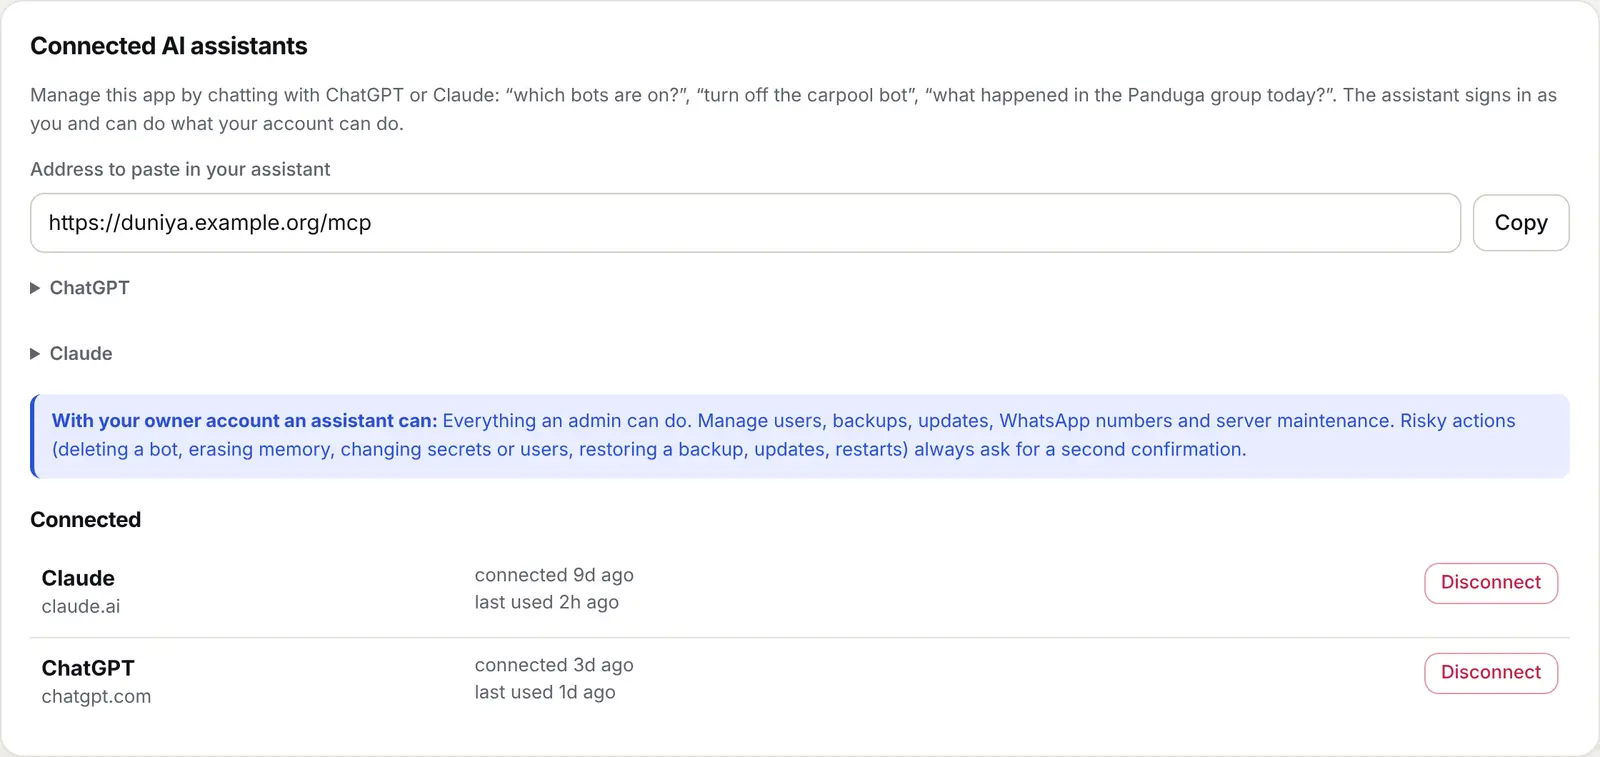 Connected AI assistants
Manage this app by chatting with ChatGPT or Claude: “which bots are on?”, “turn off the carpool bot”, “what happened in the Panduga group today?”. The assistant signs in as
you and can do what your account can do.
Address to paste in your assistant
https://duniya.example.org/mcp
Copy
ChatGPT
Claude
With your owner account an assistant can: Everything an admin can do. Manage users, backups, updates, WhatsApp numbers and server maintenance. Risky actions
(deleting a bot, erasing memory, changing secrets or users, restoring a backup, updates, restarts) always ask for a second confirmation.
Connected
Claude
claude.ai
connected 9d ago
last used 2h ago
Disconnect
ChatGPT
chatgpt.com
connected 3d ago
last used 1d ago
Disconnect